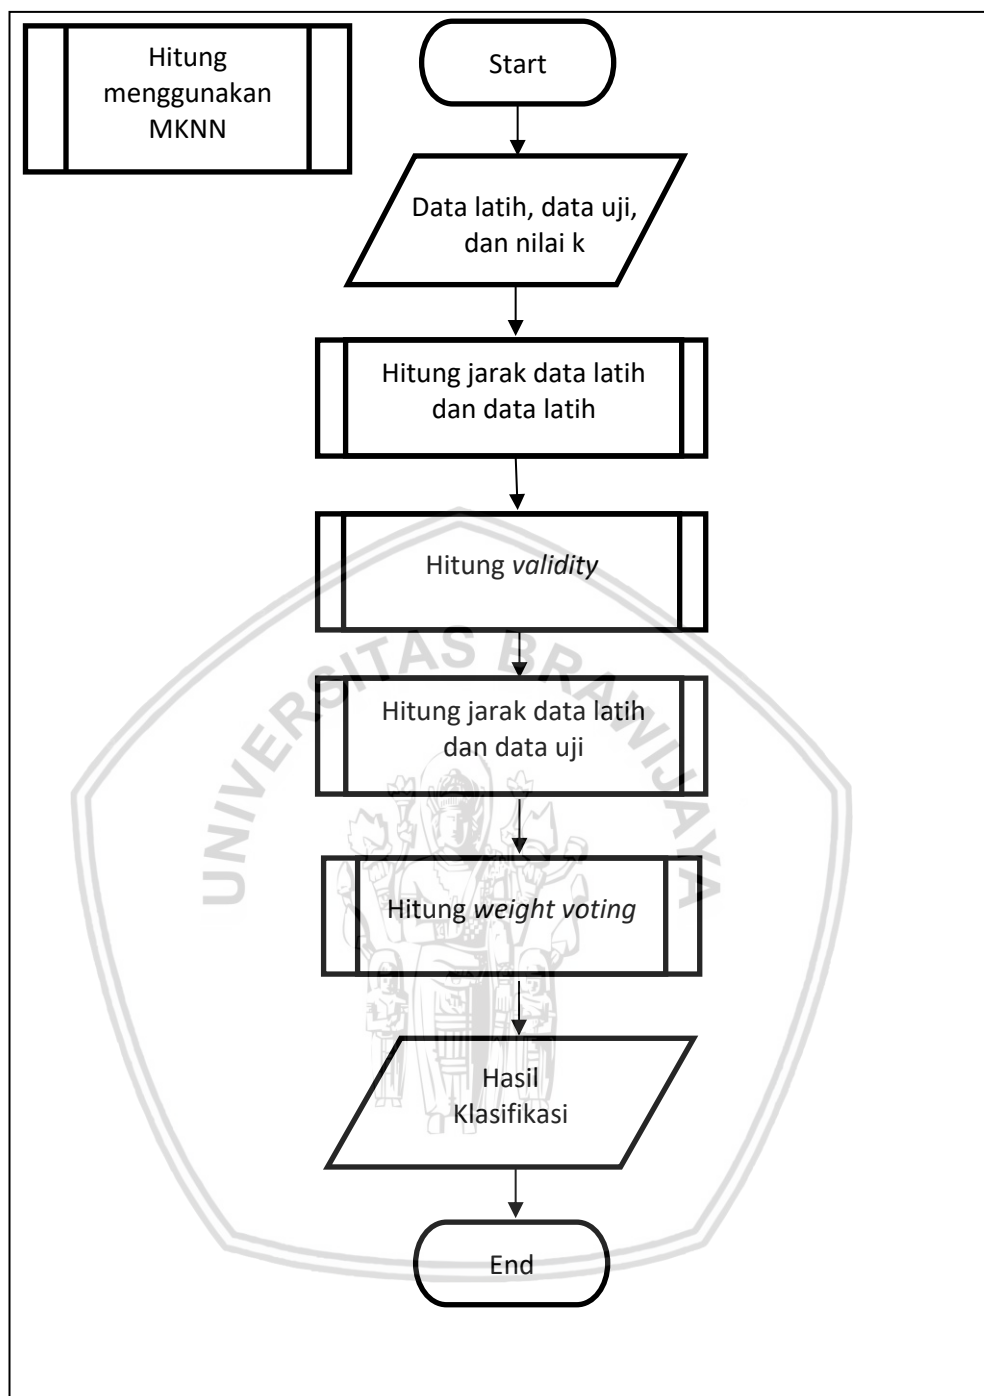 Hitung
menggunakan
MKNN
Start
Data latih, data uji,
dan nilai k
Hitung jarak data latih
dan data latih
Hitung validity
UNIVERSITAS BRAWIJAYA
Hitung jarak data latih
dan data uji
Hitung weight voting
Hasil
Klasifikasi
End